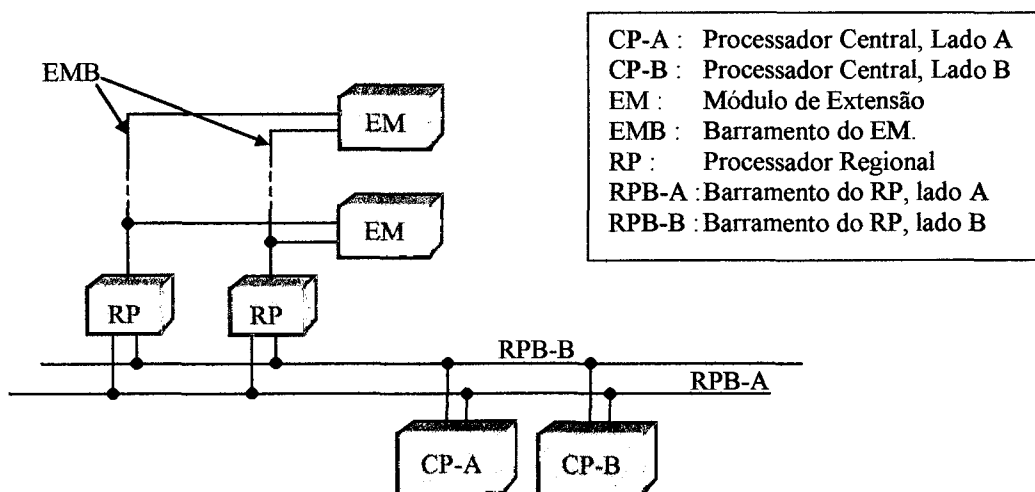 EMB
EM
EM
RP
RP
RPB-B
RPB-A
CP-A
CP-B
CP-A : Processador Central, Lado A
CP-B : Processador Central, Lado B
EM : Módulo de Extensão
EMB : Barramento do EM.
RP : Processador Regional
RPB-A : Barramento do RP, lado A
RPB-B : Barramento do RP, lado B